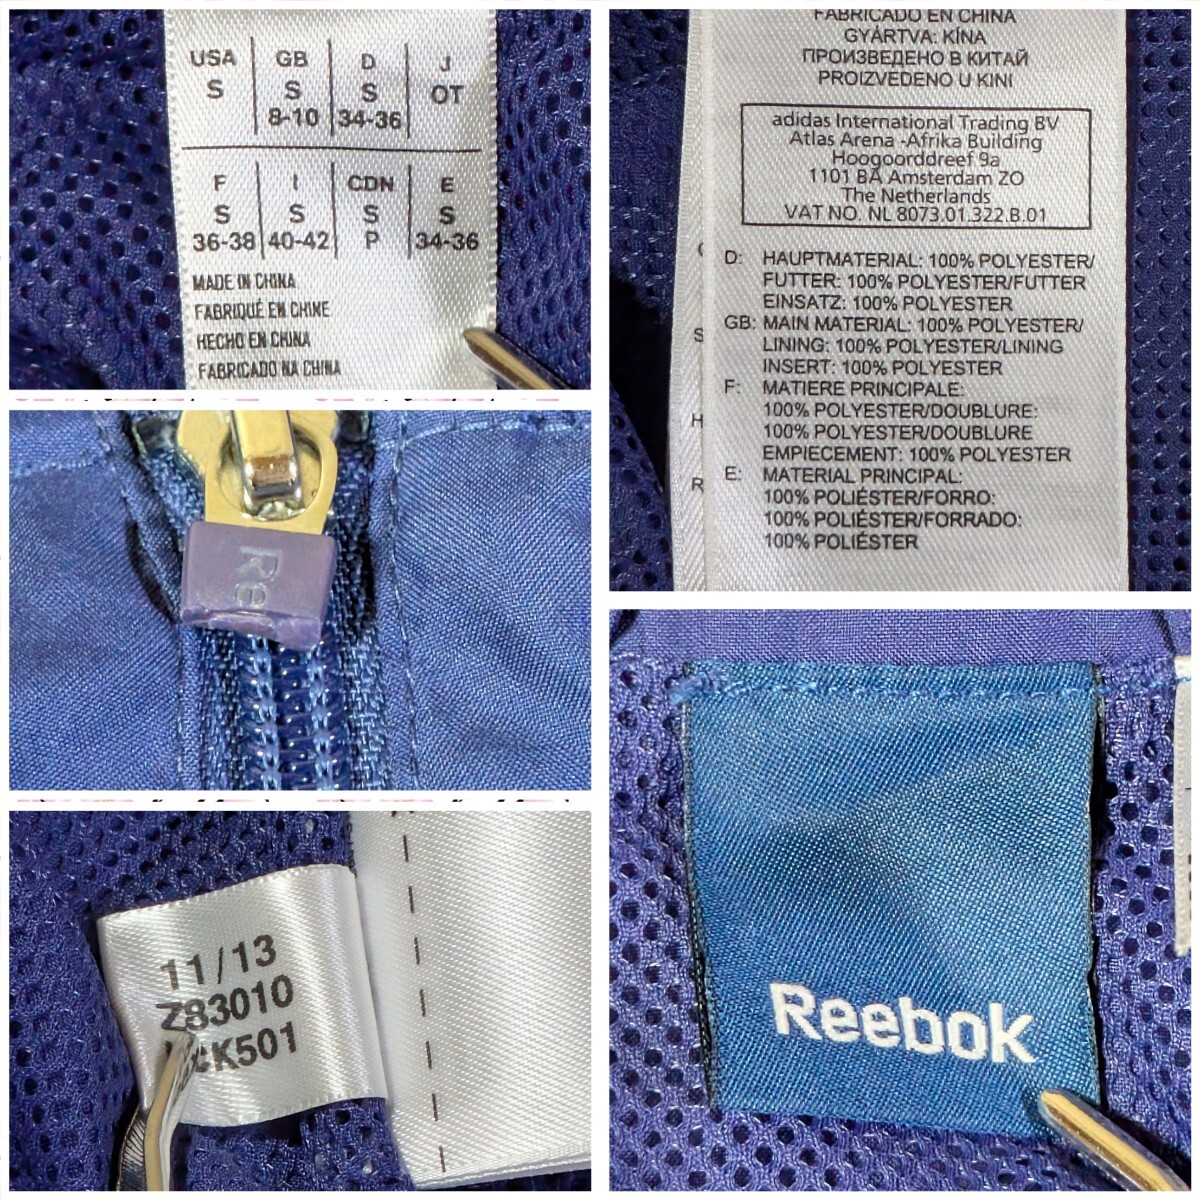 USA GB D J
S S S OT
8-10 34-36
F I CDN E
S S S S
36-38 40-42 P 34-36
MADE IN CHINA
FABRIQUÉ EN CHINE
HECHO EN CHINA
FABRICADO NA CHINA
FABRICADO EN CHINA
GYÁRTVA: KÍNA
ПРОИЗВЕДЕНО В КИТАЙ
PROIZVEDENO U KINI
adidas International Trading BV
Atlas Arena -Afrika Building
Hoogoorddreef 9a
1101 BA Amsterdam ZO
The Netherlands
VAT NO. NL 8073.01.322.B.01
D: HAUPTMATERIAL: 100% POLYESTER/
FUTTER: 100% POLYESTER/FUTTER
EINSATZ: 100% POLYESTER
GB: MAIN MATERIAL: 100% POLYESTER/
LINING: 100% POLYESTER/LINING
INSERT: 100% POLYESTER
F: MATIERE PRINCIPALE:
100% POLYESTER/DOUBLURE:
100% POLYESTER/DOUBLURE
EMPIECEMENT: 100% POLYESTER
E: MATERIAL PRINCIPAL:
100% POLIÉSTER/FORRO:
100% POLIÉSTER/FORRADO:
100% POLIÉSTER
Re
11/13
Z83010
Reebok